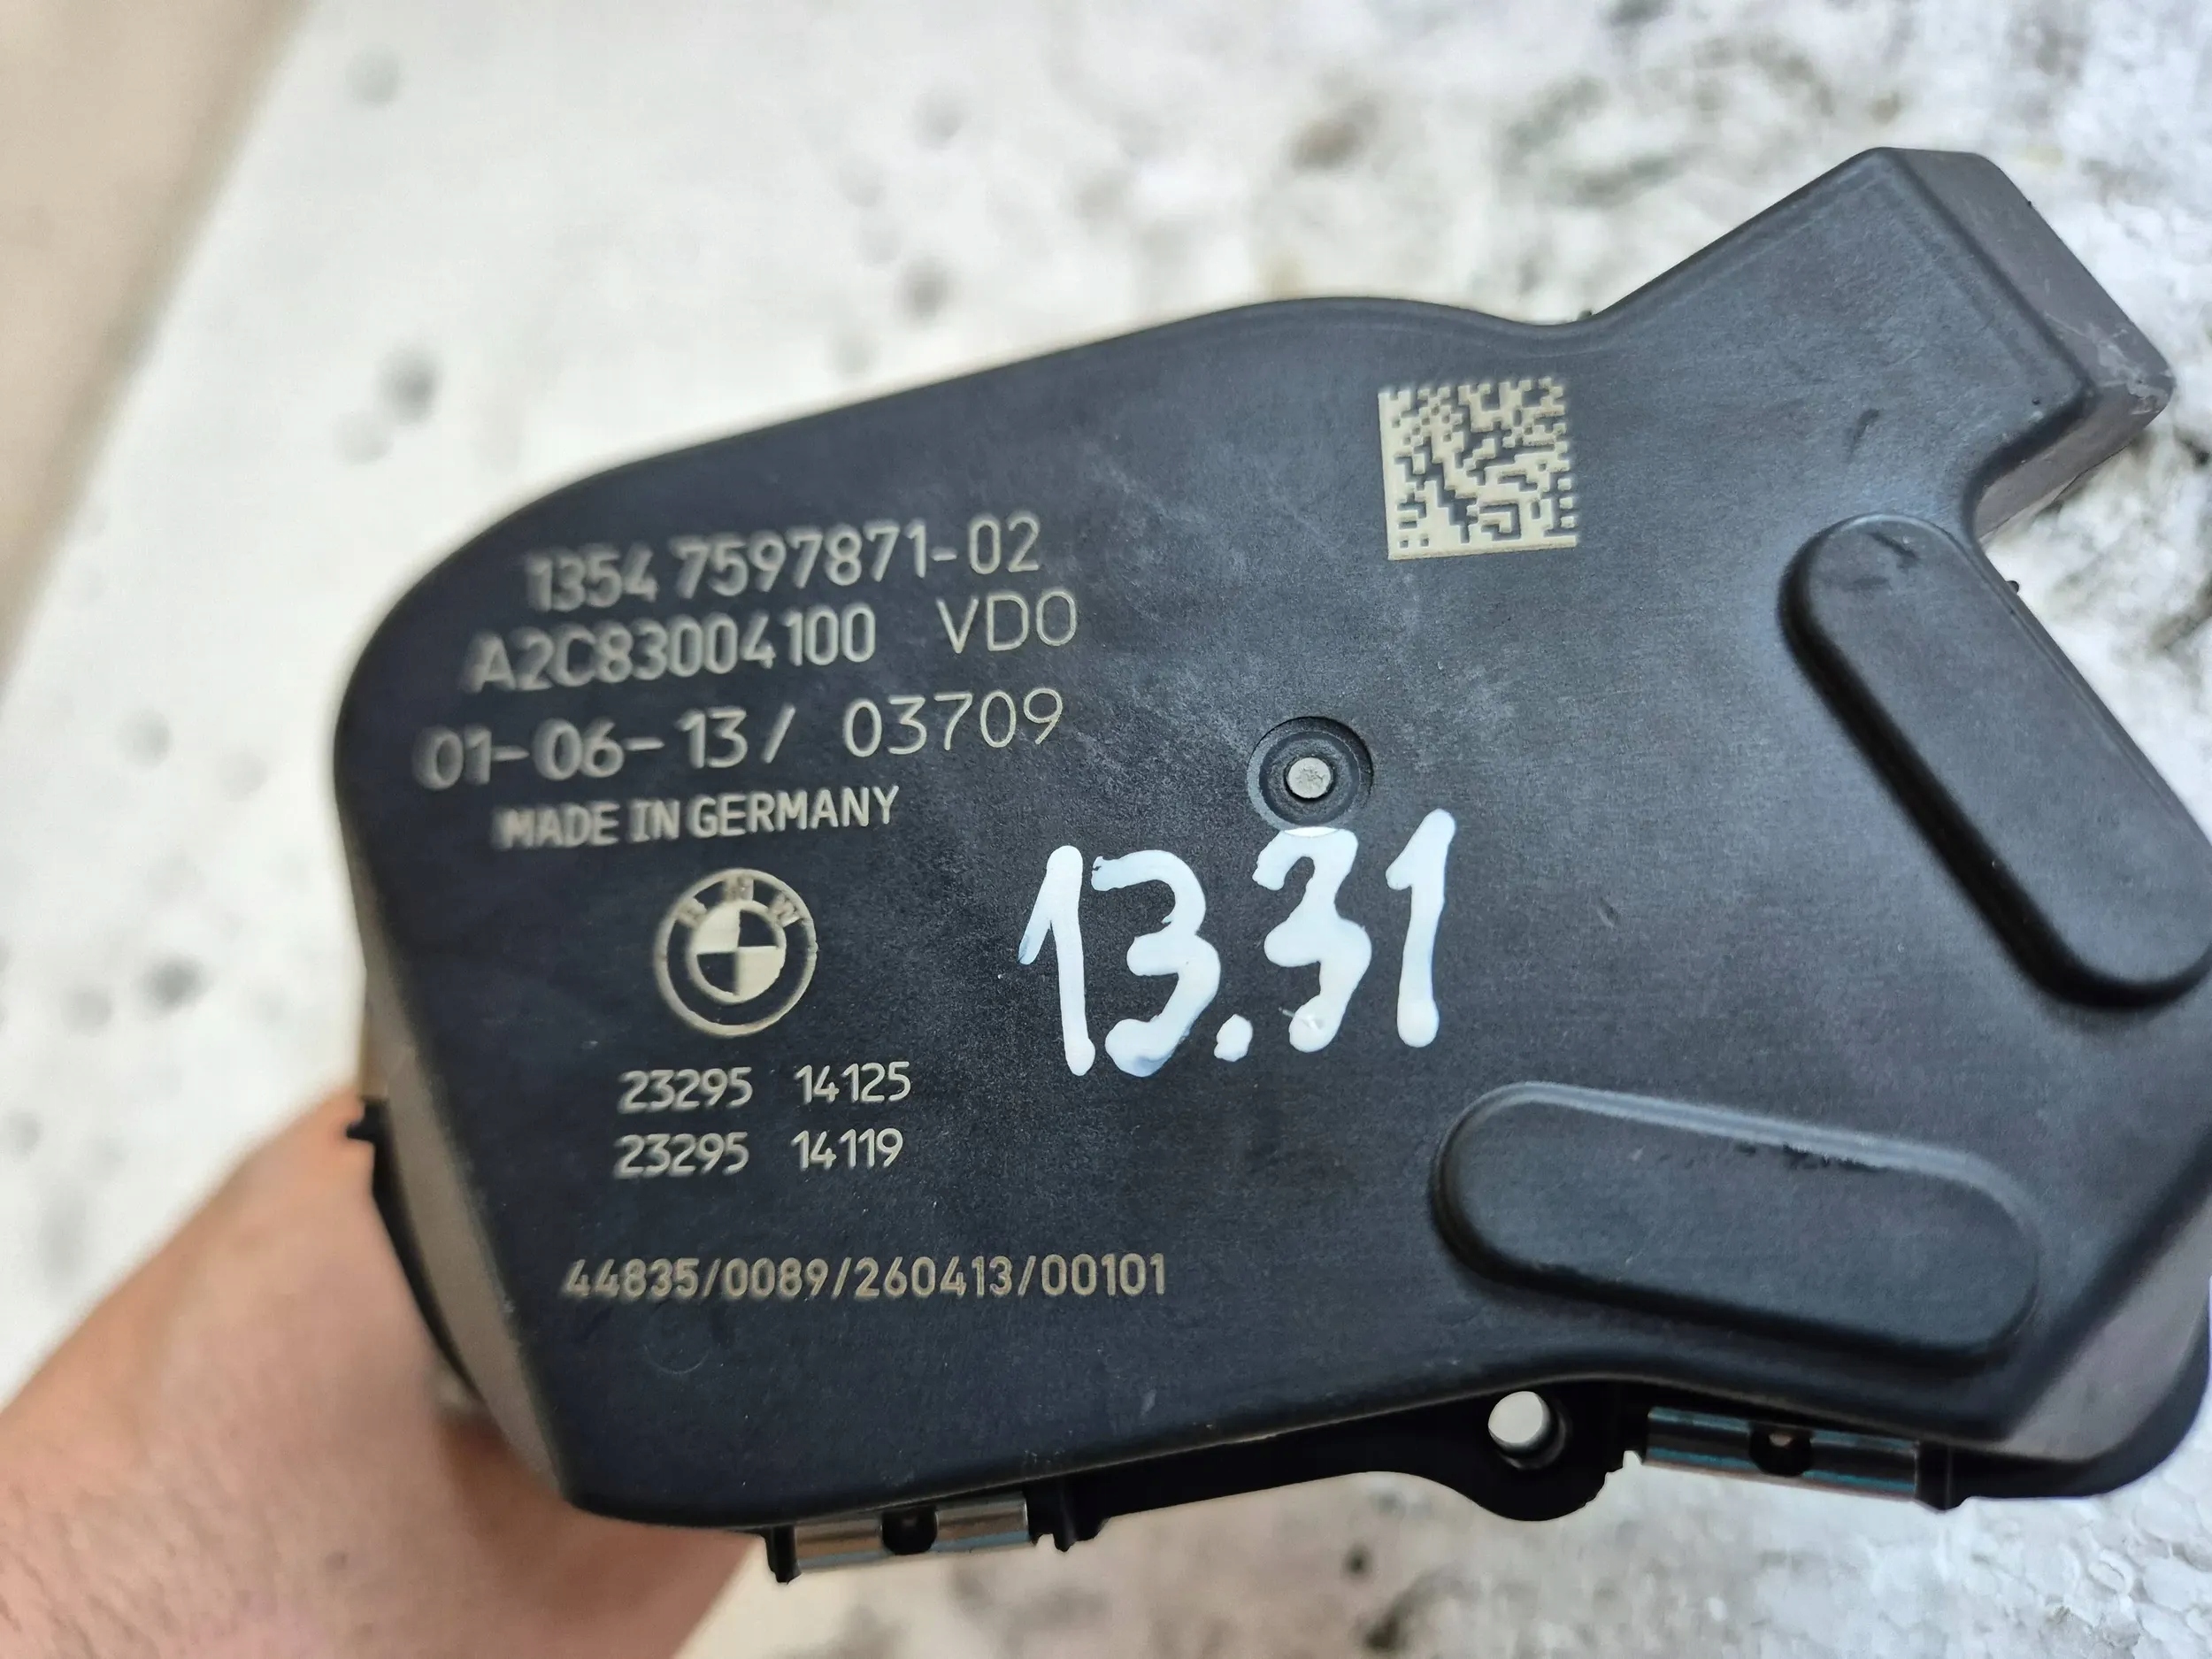 1354 7597871-02
A2C83004100 VDO
01-06-13/ 03709
MADE IN GERMANY
BMW
13.31
23295 14125
23295 14119
44835/0089/260413/00101